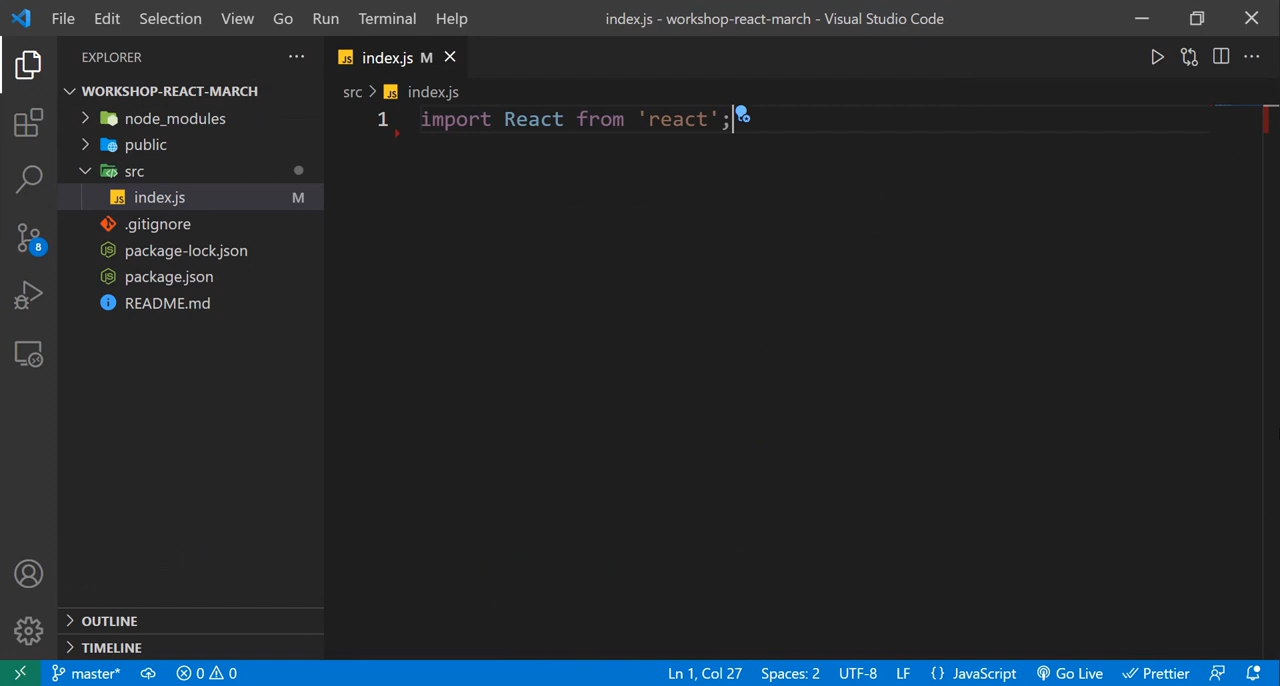 File Edit Selection View Go Run Terminal Help
index.js - workshop-react-march - Visual Studio Code
EXPLORER
WORKSHOP-REACT-MARCH
node_modules
public
src
JS index.js M
.gitignore
package-lock.json
package.json
README.md
OUTLINE
TIMELINE
8
JS index.js M
src > JS index.js
1 import React from 'react';
master* 0 0 Ln 1, Col 27 Spaces: 2 UTF-8 LF {} JavaScript Go Live Prettier